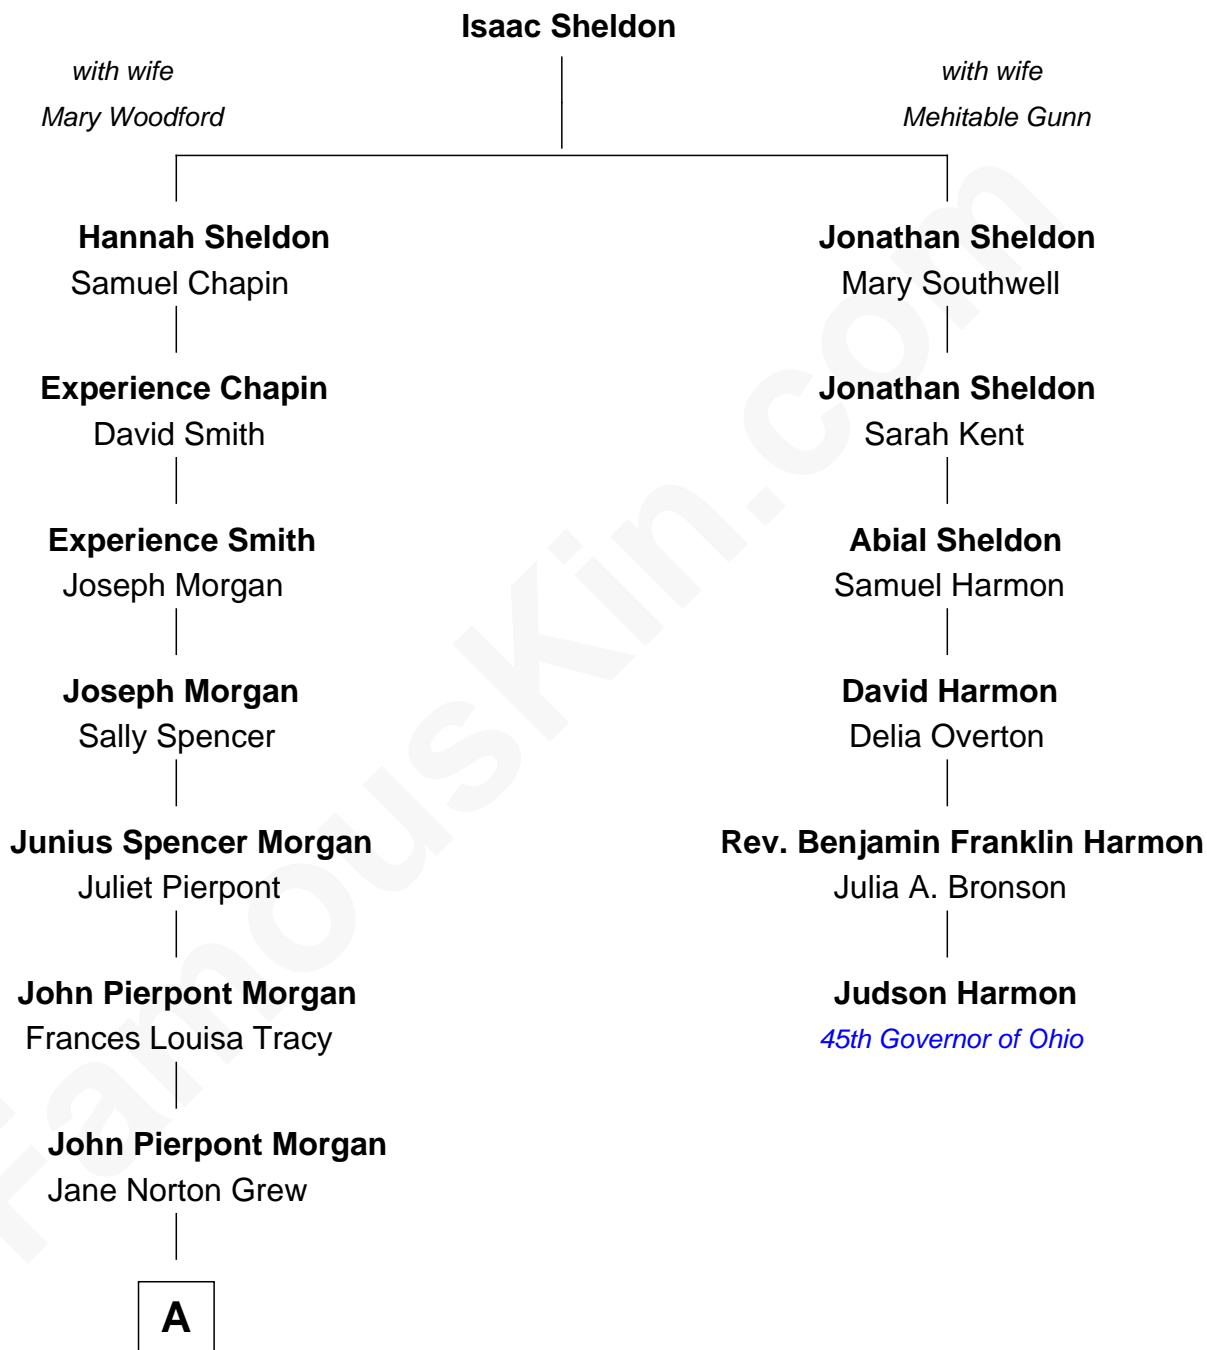 Isaac Sheldon
with wife
Mary Woodford
with wife
Mehitable Gunn
Hannah Sheldon
Samuel Chapin
Jonathan Sheldon
Mary Southwell
Experience Chapin
David Smith
Jonathan Sheldon
Sarah Kent
Experience Smith
Joseph Morgan
Abial Sheldon
Samuel Harmon
Joseph Morgan
Sally Spencer
David Harmon
Delia Overton
Junius Spencer Morgan
Juliet Pierpont
Rev. Benjamin Franklin Harmon
Julia A. Bronson
John Pierpont Morgan
Frances Louisa Tracy
Judson Harmon
45th Governor of Ohio
John Pierpont Morgan
Jane Norton Grew
A
FamousKin.com